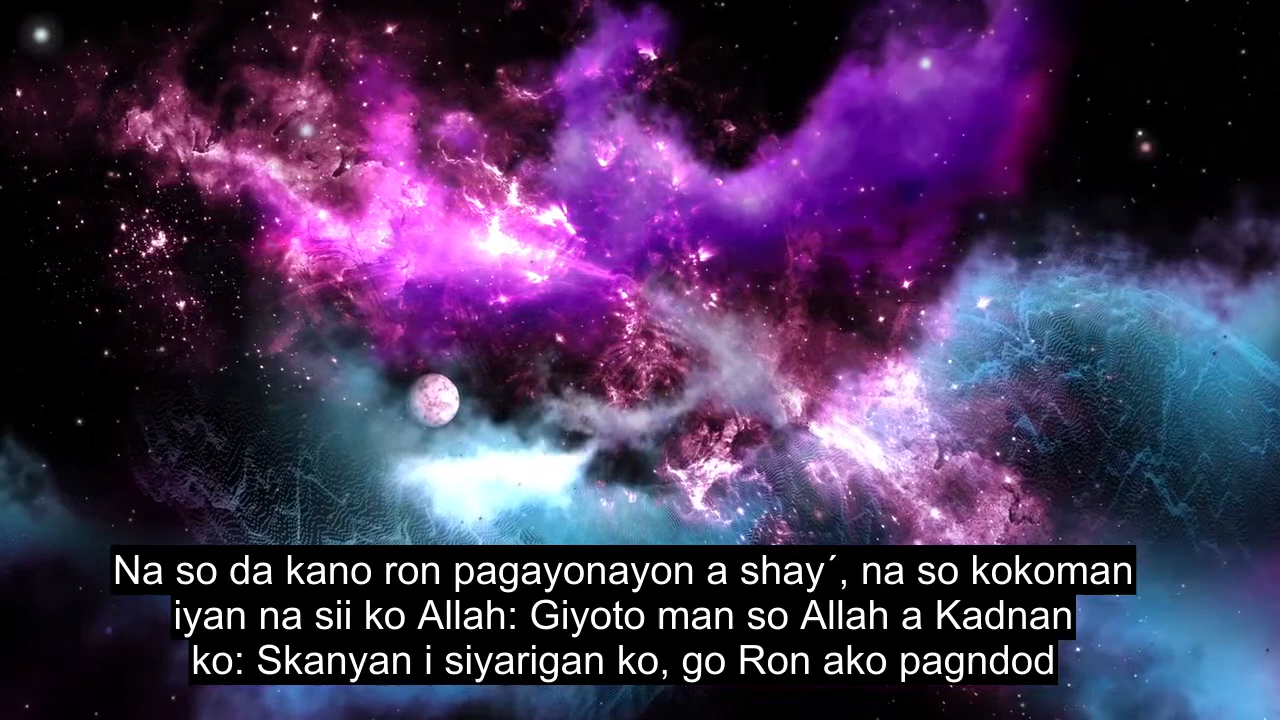 Na so da kano ron pagayonayon a shay´, na so kokoman
iyan na sii ko Allah: Giyoto man so Allah a Kadnan
ko: Skanyan i siyarigan ko, go Ron ako pagndod